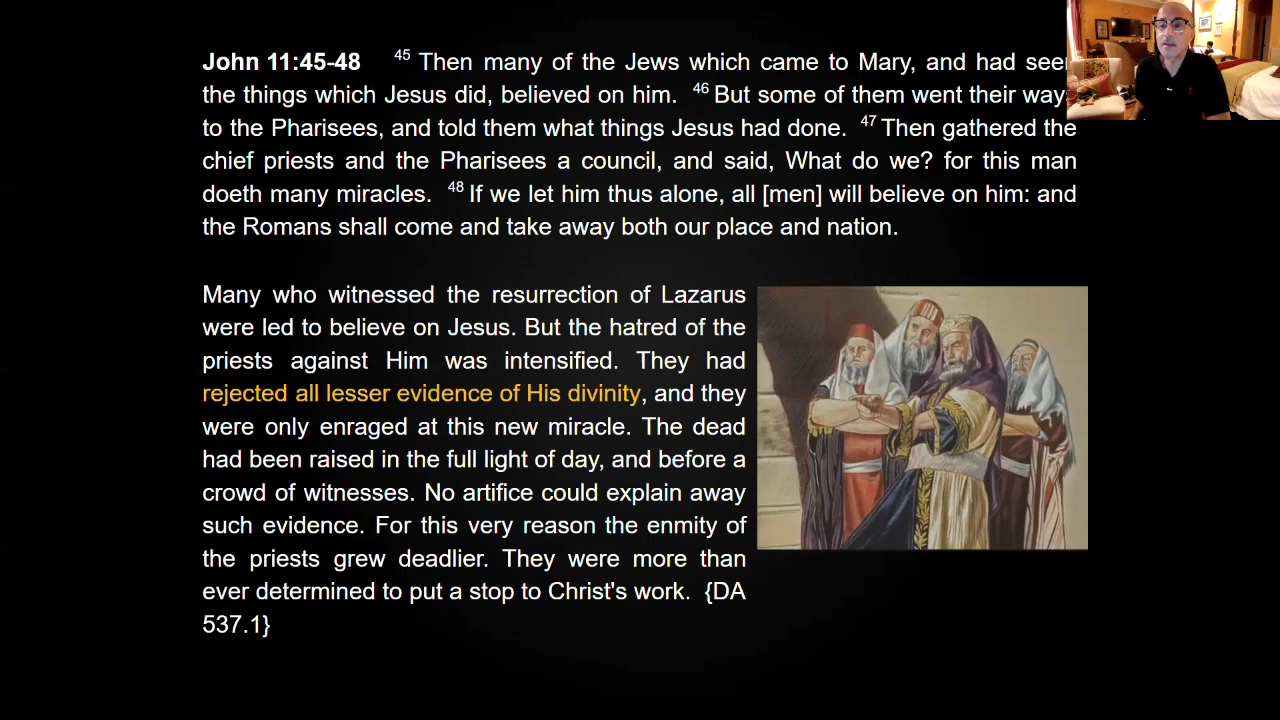 John 11:45-48 45 Then many of the Jews which came to Mary, and had seen
the things which Jesus did, believed on him. 46 But some of them went their ways
to the Pharisees, and told them what things Jesus had done. 47 Then gathered the
chief priests and the Pharisees a council, and said, What do we? for this man
doeth many miracles. 48 If we let him thus alone, all [men] will believe on him: and
the Romans shall come and take away both our place and nation.
Many who witnessed the resurrection of Lazarus
were led to believe on Jesus. But the hatred of the
priests against Him was intensified. They had
rejected all lesser evidence of His divinity, and they
were only enraged at this new miracle. The dead
had been raised in the full light of day, and before a
crowd of witnesses. No artifice could explain away
such evidence. For this very reason the enmity of
the priests grew deadlier. They were more than
ever determined to put a stop to Christ's work. {DA
537.1}